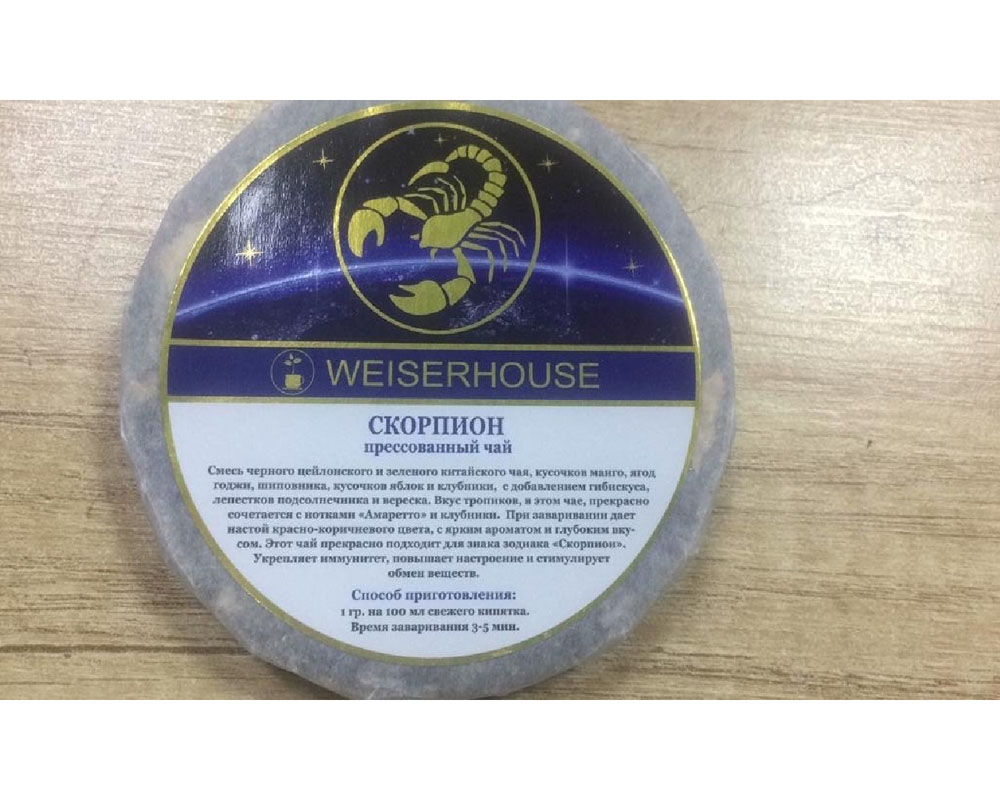 WEISERHOUSE
СКОРПИОН
прессованный чай
Смесь черного цейлонского и зеленого китайского чая, кусочков манго, ягод
годжи, шиповника, кусочков яблок и клубники, с добавлением гибискуса,
лепестков подсолнечника и вереска. Вкус тропиков, в этом чае, прекрасно
сочетается с нотками «Амаретто» и клубники. При заваривании дает
настой красно-коричневого цвета, с ярким ароматом и глубоким вку-
сом. Этот чай прекрасно подходит для знака зодиака «Скорпион».
Укрепляет иммунитет, повышает настроение и стимулирует
обмен веществ.
Способ приготовления:
1 гр. на 100 мл свежего кипятка.
Время заваривания 3-5 мин.